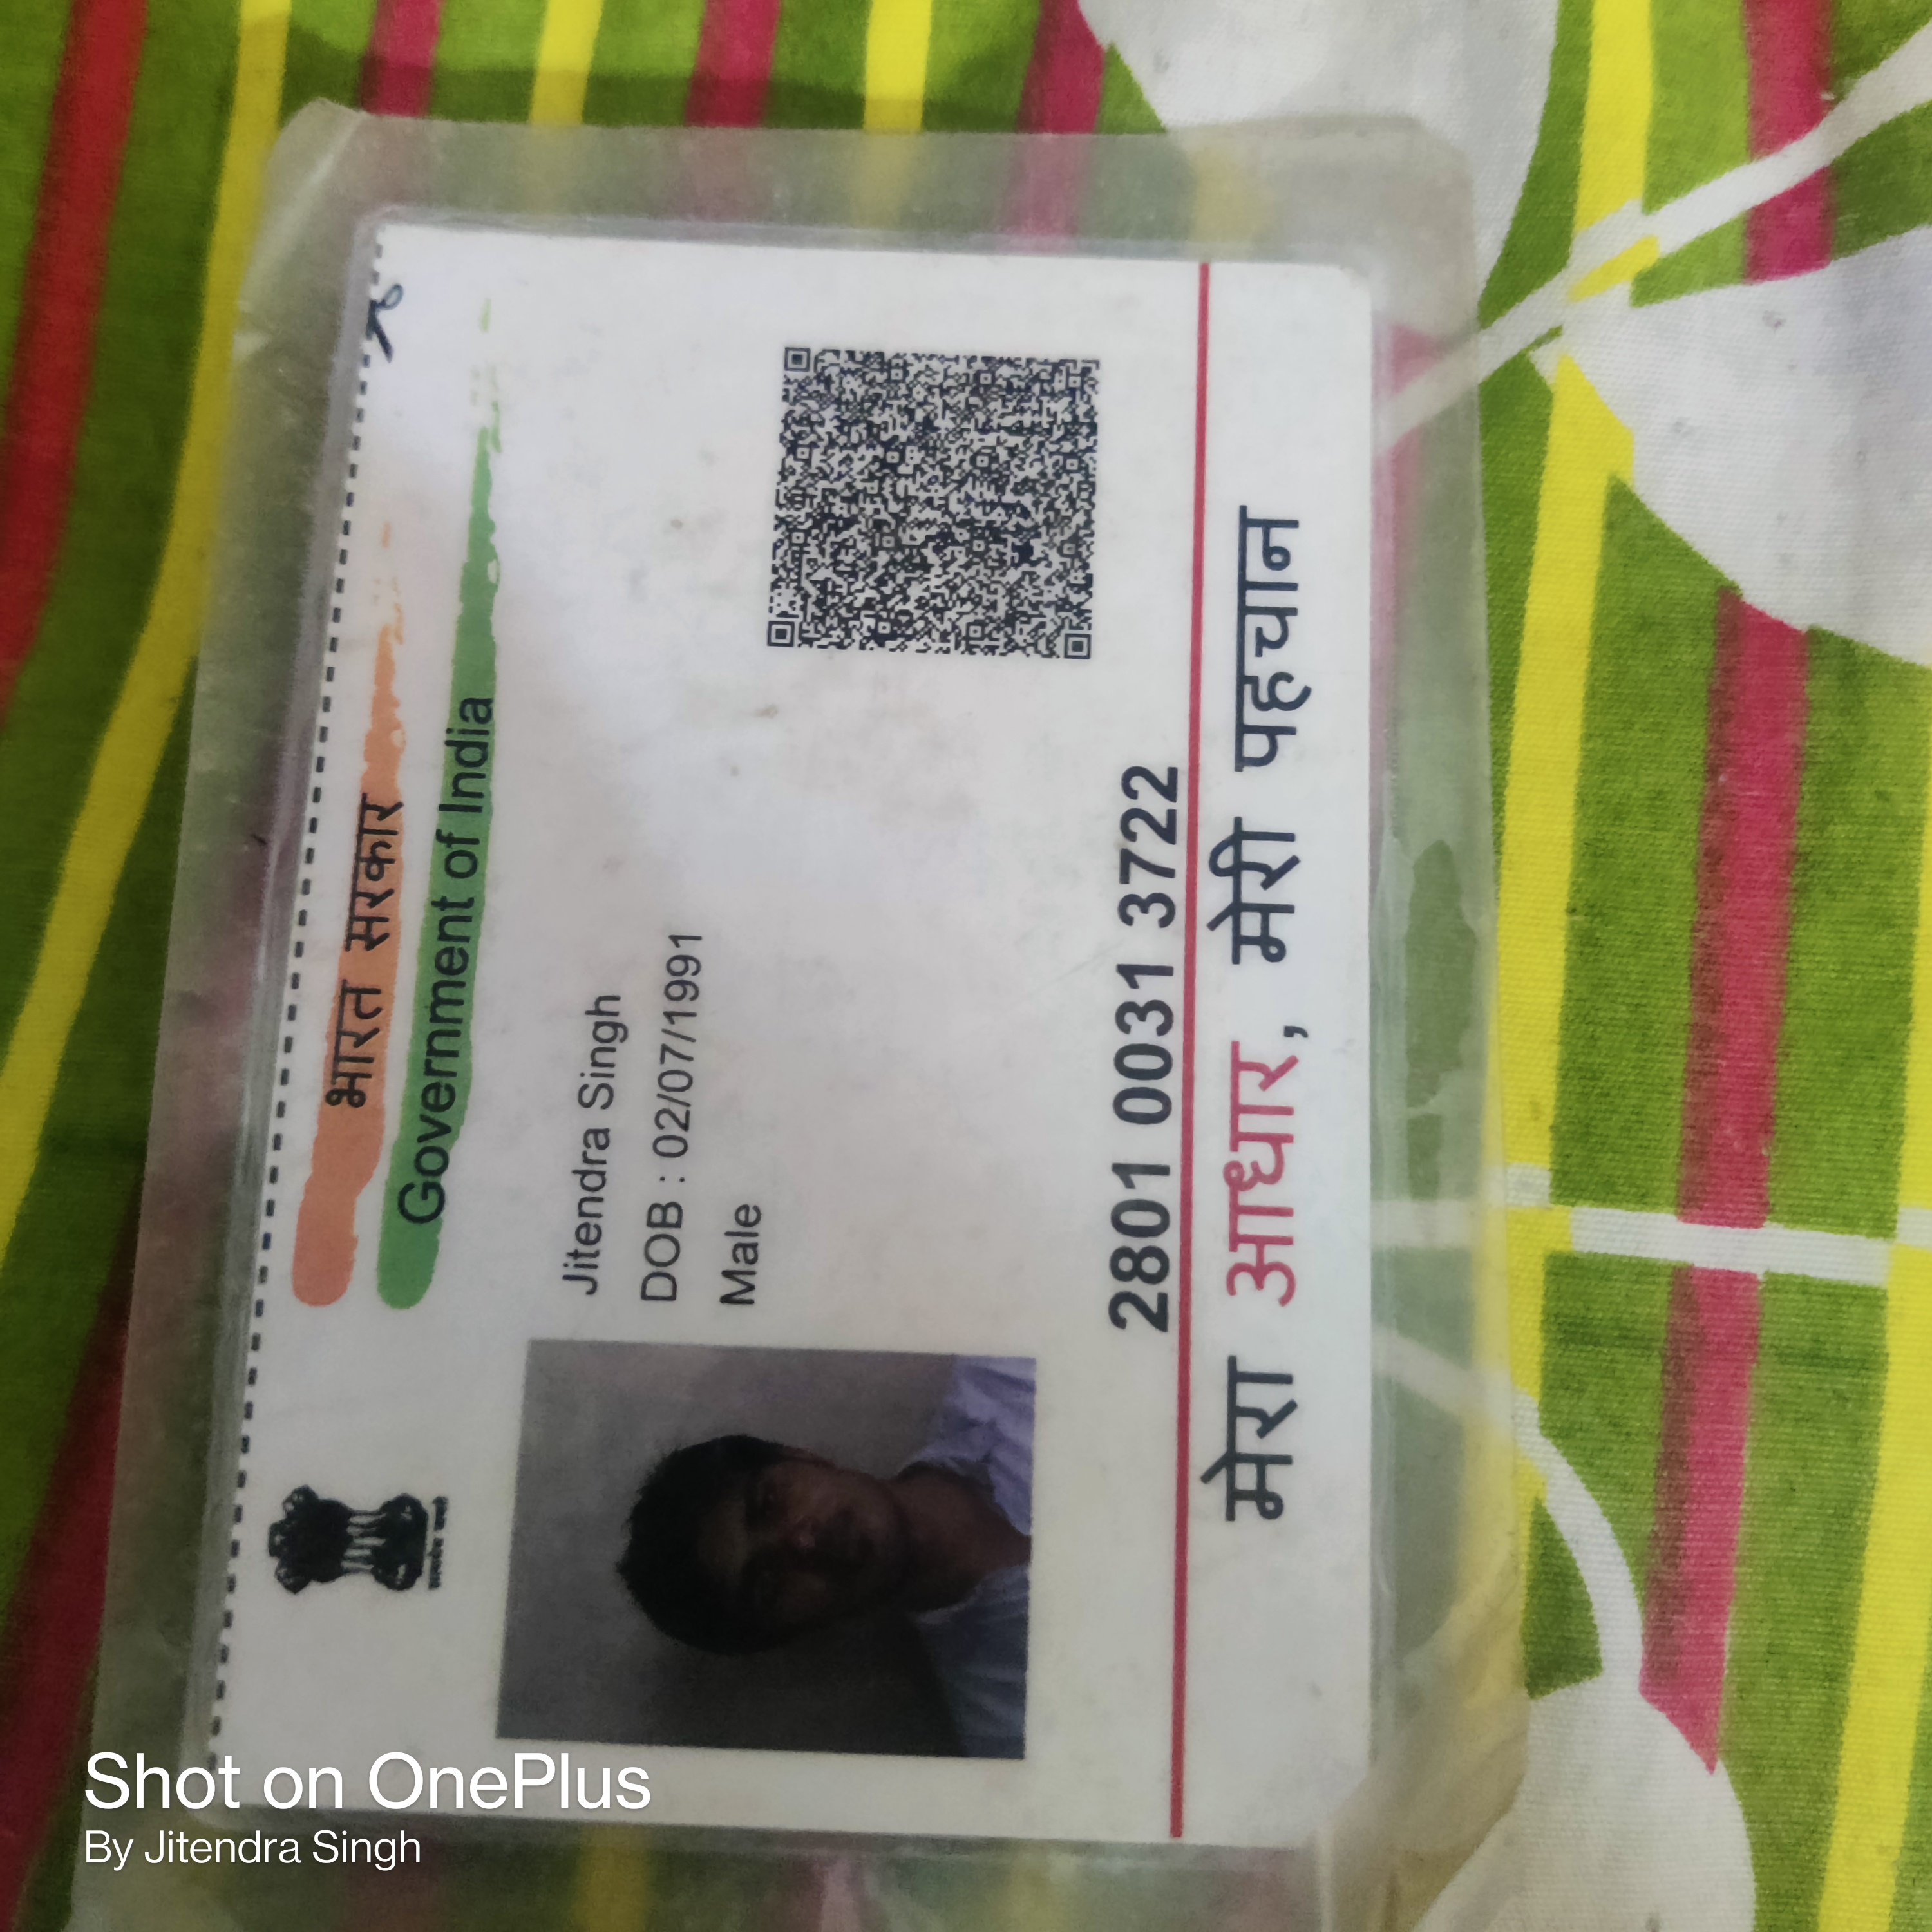 भारत सरकार
Government of India
Jitendra Singh
DOB : 02/07/1991
Male
2801 0031 3722
मेरा आधार, मेरी पहचान
Shot on OnePlus
By Jitendra Singh